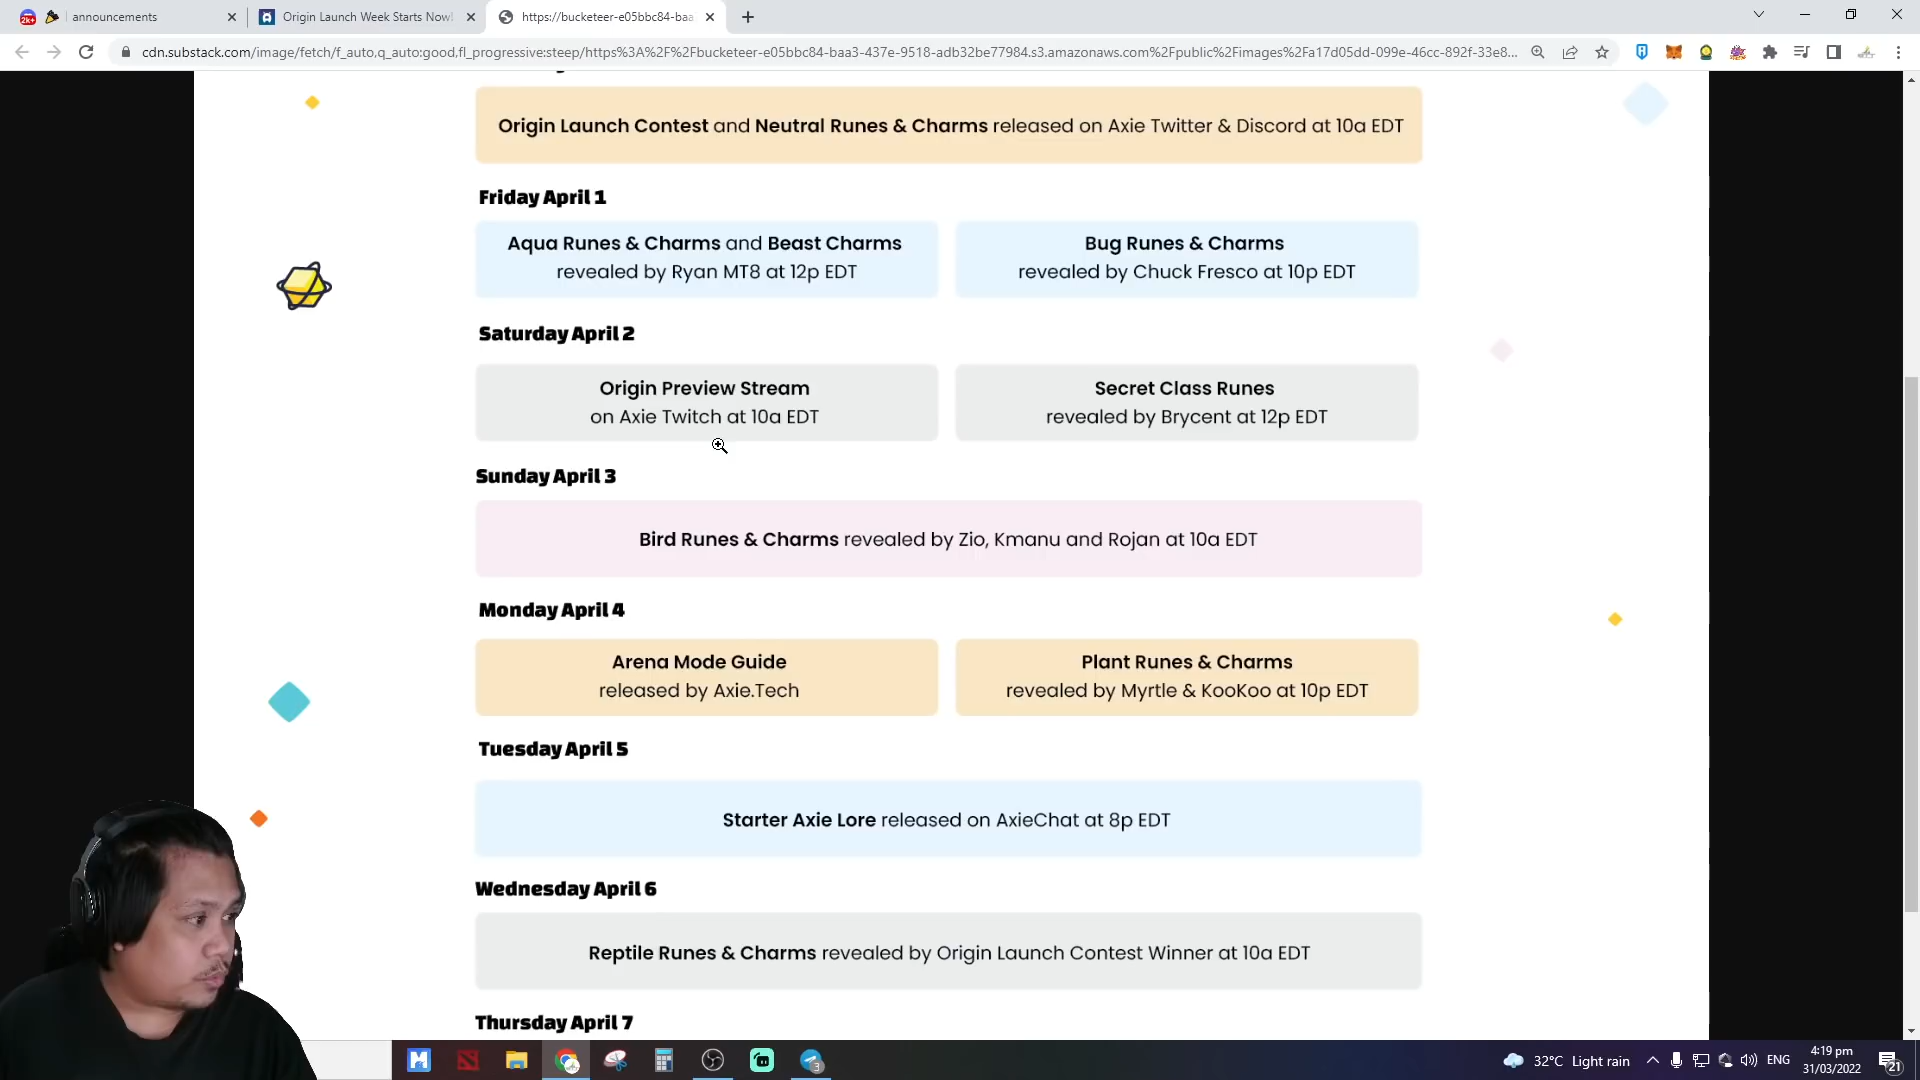 announcements
Origin Launch Week Starts Now!
https://bucketeer-e05bbc84-baa
cdn.substack.com/image/fetch/f_auto,q_auto:good,fl_progressive:steep/https%3A%2F%2Fbucketeer-e05bbc84-baa3-437e-9518-adb32be77984.s3.amazonaws.com%2Fpublic%2Fimages%2Fa17d05dd-099e-46cc-892f-33e8...
Origin Launch Contest and Neutral Runes & Charms released on Axie Twitter & Discord at 10a EDT
Friday April 1
Aqua Runes & Charms and Beast Charms
revealed by Ryan MT8 at 12p EDT
Bug Runes & Charms
revealed by Chuck Fresco at 10p EDT
Saturday April 2
Origin Preview Stream
on Axie Twitch at 10a EDT
Secret Class Runes
revealed by Brycent at 12p EDT
Sunday April 3
Bird Runes & Charms revealed by Zio, Kmanu and Rojan at 10a EDT
Monday April 4
Arena Mode Guide
released by Axie.Tech
Plant Runes & Charms
revealed by Myrtle & KooKoo at 10p EDT
Tuesday April 5
Starter Axie Lore released on AxieChat at 8p EDT
Wednesday April 6
Reptile Runes & Charms revealed by Origin Launch Contest Winner at 10a EDT
Thursday April 7
32°C Light rain
ENG
4:19 pm
31/03/2022
21